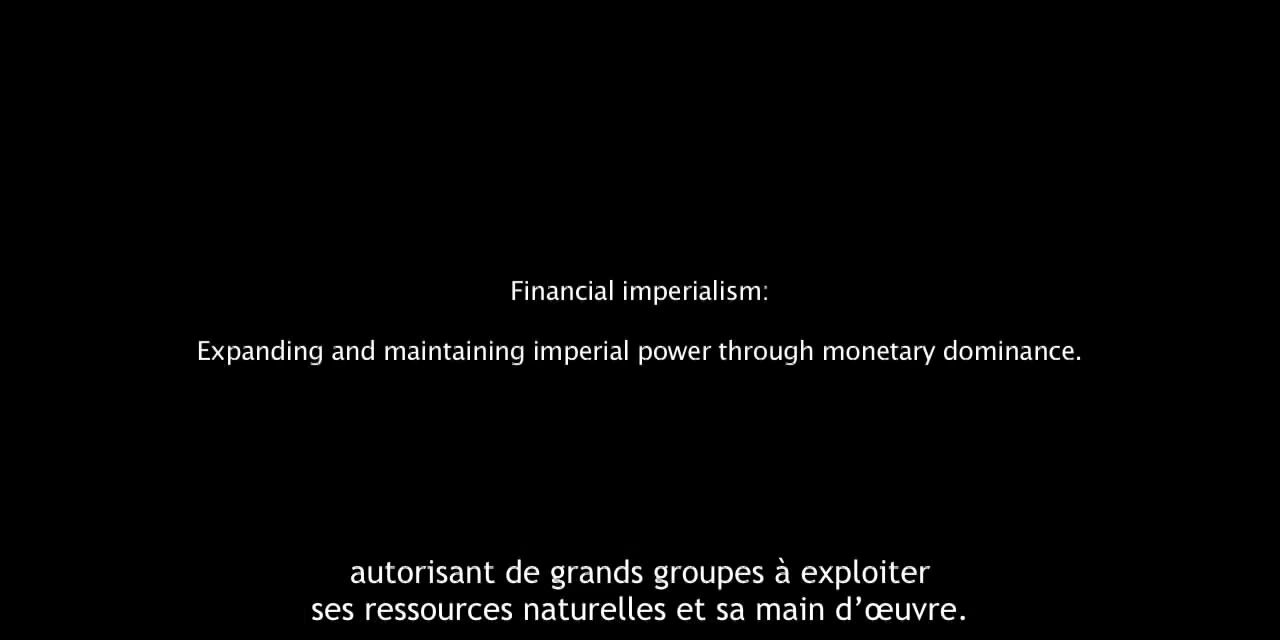 Financial imperialism:
Expanding and maintaining imperial power through monetary dominance.
autorisant de grands groupes à exploiter
ses ressources naturelles et sa main d’œuvre.